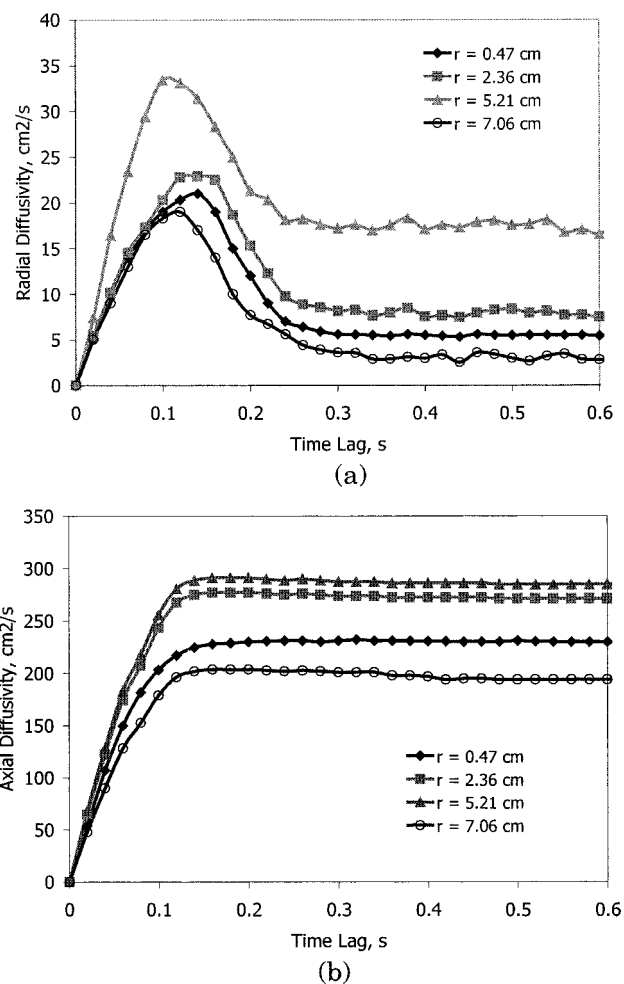 40
35
30
25
20
15
10
5
0
Radial Diffusivity, cm2/s
r = 0.47 cm
r = 2.36 cm
r = 5.21 cm
r = 7.06 cm
0 0.1 0.2 0.3 0.4 0.5 0.6
Time Lag, s
(a)
350
300
250
200
150
100
50
0
Axial Diffusivity, cm2/s
r = 0.47 cm
r = 2.36 cm
r = 5.21 cm
r = 7.06 cm
0 0.1 0.2 0.3 0.4 0.5 0.6
Time Lag, s
(b)